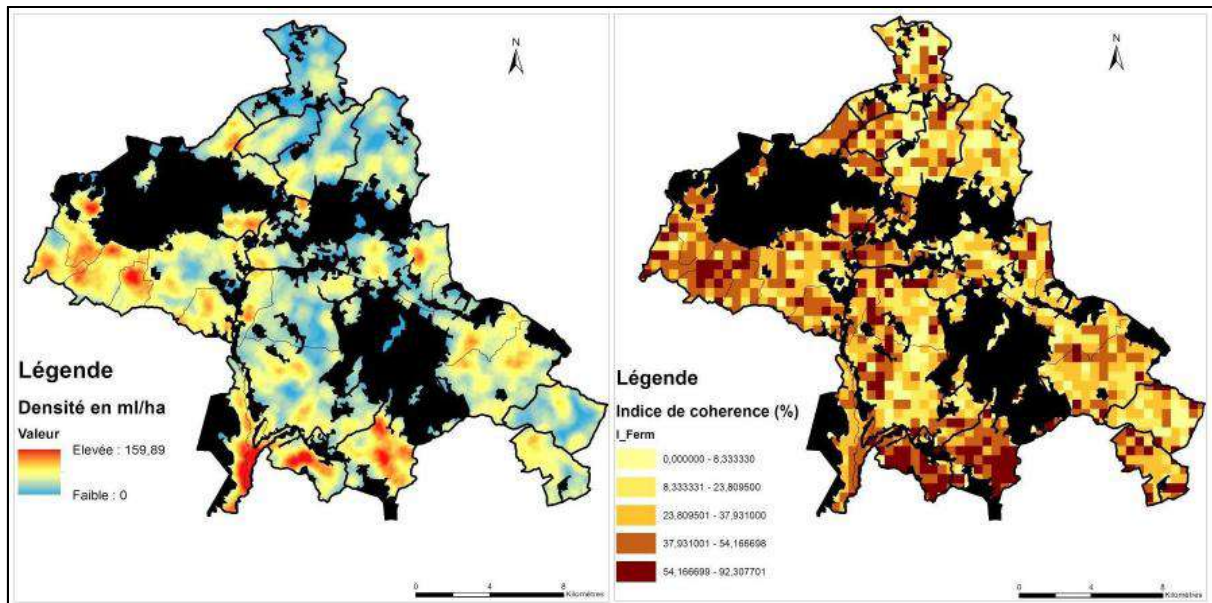 N
Légende
Densité en ml/ha
Valeur
Elevée : 159,89
Faible : 0
0 4 8
Kilomètres
N
Légende
Indice de coherence (%)
I_Ferm
0,000000 - 8,333330
8,333331 - 23,809500
23,809501 - 37,931000
37,931001 - 54,166698
54,166699 - 92,307701
0 4 8
Kilomètres